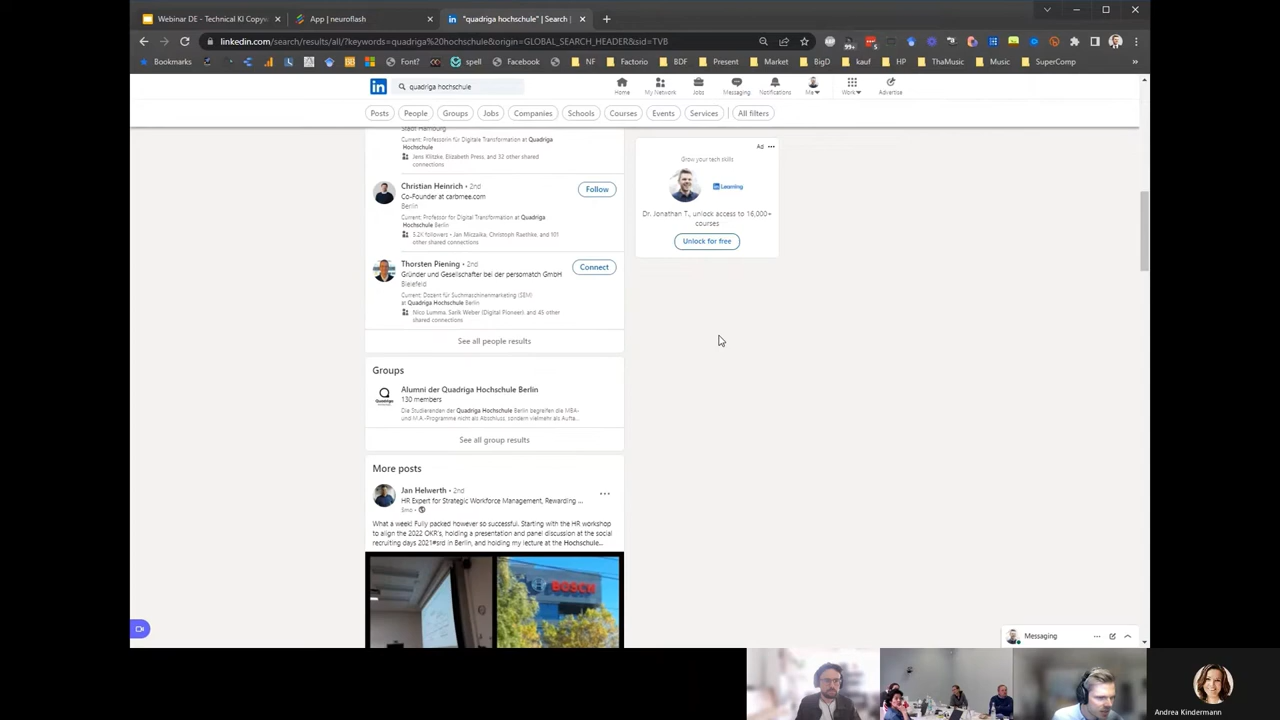 Webinar DE - Technical KI Copyw
App | neuroflash
"quadriga hochschule" | Search |
linkedin.com/search/results/all/?keywords=quadriga%20hochschule&origin=GLOBAL_SEARCH_HEADER&sid=TVB
99+
Bookmarks
Font?
spell
Facebook
NF
Factorio
BDF
Present
Market
BigD
kauf
HP
ThaMusic
Music
SuperComp
in
quadriga hochschule
Home
My Network
Jobs
Messaging
Notifications
Me
Work
Advertise
Posts
People
Groups
Jobs
Companies
Schools
Courses
Events
Services
All filters
Stadt Hamburg
Current: Professorin für Digitale Transformation at Quadriga
Hochschule
Jens Klitzke, Elizabeth Press, and 32 other shared
connections
Christian Heinrich • 2nd
Co-Founder at carbmee.com
Berlin
Current: Professor for Digital Transformation at Quadriga
Hochschule Berlin
5.2K followers • Jan Miczaika, Christoph Raethke, and 101
other shared connections
Follow
Thorsten Piening • 2nd
Gründer und Gesellschafter bei der persomatch GmbH
Bielefeld
Current: Dozent für Suchmaschinenmarketing (SEM)
at Quadriga Hochschule Berlin
Nico Lumma, Sarik Weber (Digital Pioneer), and 45 other
shared connections
Connect
See all people results
Ad
Grow your tech skills
in Learning
Dr. Jonathan T., unlock access to 16,000+
courses
Unlock for free
Groups
Quadriga
Alumni der Quadriga Hochschule Berlin
130 members
Die Studierenden der Quadriga Hochschule Berlin begreifen die MBA-
und M.A.-Programme nicht als Abschluss, sondern vielmehr als Aufta...
See all group results
More posts
Jan Helwerth • 2nd
HR Expert for Strategic Workforce Management, Rewarding ...
5mo •
What a week! Fully packed however so successful. Starting with the HR workshop
to align the 2022 OKR's, holding a presentation and panel discussion at the social
recruiting days 2021#srd in Berlin, and holding my lecture at the Hochschule...
BOSCH
Messaging
Andrea Kindermann